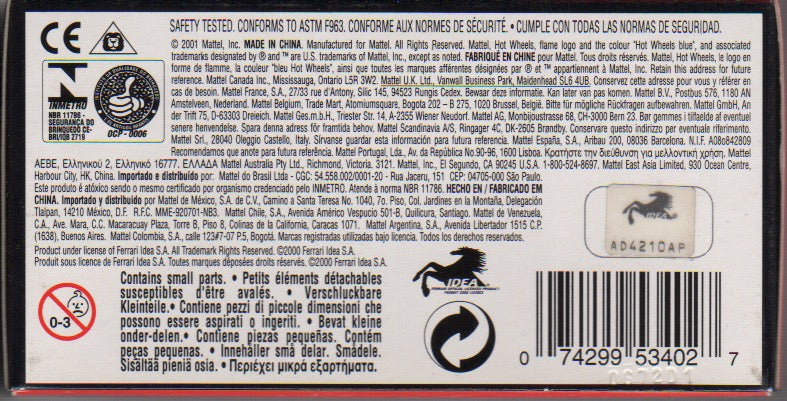 SAFETY TESTED. CONFORMS TO ASTM F963. CONFORME AUX NORMES DE SÉCURITÉ. • CUMPLE CON TODAS LAS NORMAS DE SEGURIDAD.
CE
© 2001 Mattel, Inc. MADE IN CHINA. Manufactured for Mattel. All Rights Reserved. Mattel, Hot Wheels, flame logo and the colour "Hot Wheels blue", and associated
trademarks designated by ® and ™ are U.S. trademarks of Mattel, Inc., except as noted. FABRIQUÉ EN CHINE pour Mattel. Tous droits réservés. Mattel, Hot Wheels, le logo en
forme de flamme, la couleur "bleu Hot Wheels", ainsi que toutes les marques afférentes désignées par ® et ™ appartiennent à Mattel, Inc. Retain this address for future
reference. Mattel Canada Inc., Mississauga, Ontario L5R 3W2. Mattel U.K. Ltd., Vanwall Business Park, Maidenhead SL6 4UB. Conservez cette adresse pour vous y référer en
cas de besoin. Mattel France, S.A., 27/33 rue d'Antony, Silic 145, 94523 Rungis Cedex. Bewaar deze informatie. Kan later van pas komen. Mattel B.V., Postbus 576, 1180 AN
Amstelveen, Nederland. Mattel Belgium, Trade Mart, Atomiumsquare, Bogota 202 – B 275, 1020 Brussel, België. Bitte für mögliche Rückfragen aufbewahren. Mattel GmbH, An
der Trift 75, D-63303 Dreieich. Mattel Ges.m.b.H., Triester Str. 14, A-2355 Wiener Neudorf. Mattel AG, Monbijoustrasse 68, CH-3000 Bern 23. Bør gemmes i tilfælde af eventuel
senere henvendelse. Spara denna adress för framtida behov. Mattel Scandinavia A/S, Ringager 4C, DK-2605 Brøndby. Conservare questo indirizzo per eventuale riferimento.
Mattel Srl, 28040 Oleggio Castello, Italy. Sírvanse guardar esta información para futura referencia. Mattel España, S.A., Aribau 200, 08036 Barcelona. N.I.F. A08o842809
Recomendamos que anote esta informação para futura referência. Mattel Portugal, Lda., Av.da República No.90-96, 1600 Lisboa. Κρατήστε την διεύθυνση για μελλοντική χρήση. Mattel
ΑΕΒΕ, Ελληνικού 2, Ελληνικό 16777. ΕΛΛΑΔΑ Mattel Australia Pty Ltd., Richmond, Victoria. 3121. Mattel, Inc., El Segundo, CA 90245 U.S.A. 1-800-524-8697. Mattel East Asia Limited, 930 Ocean Centre,
Harbour City, HK, China. Importado e distribuído por: Mattel do Brasil Ltda - CGC: 54.558.002/0001-20 - Rua Jaceru, 151 CEP: 04705-000 São Paulo.
Este produto é atóxico sendo o mesmo certificado por organismo credenciado pelo INMETRO. Atende à norma NBR 11786. HECHO EN / FABRICADO EM
CHINA. Importado y distribuido por Mattel de México, S.A. de C.V., Camino a Santa Teresa No. 1040, 7o. Piso, Col. Jardines en la Montaña, Delegación
Tlalpan, 14210 México, D.F. R.F.C. MME-920701-NB3. Mattel Chile, S.A., Avenida Américo Vespucio 501-B, Quilicura, Santiago. Mattel de Venezuela,
C.A., Ave. Mara, C.C. Macaracuay Plaza, Torre B, Piso 8, Colinas de la California, Caracas 1071. Mattel Argentina, S.A., Avenida Libertador 1515 C.P.
(1638), Buenos Aires. Mattel Colombia, S.A., calle 123#7-07 P.5, Bogotá. Marcas registradas utilizadas bajo licencia. Todos los derechos reservados.
Product under license of Ferrari Idea S.A. All Trademark Rights Reserved. ©2000 Ferrari Idea S.A.
Produit sous licence de Ferrari Idea S.A. Toutes marques déposées droits réservés. ©2000 Ferrari Idea S.A.
INMETRO
NBR 11786 -
SEGURANÇA DO
BRINQUEDO CE-
BRI/IQB 2719
OCP - 0006
IDEA
AD4210AP
0-3
Contains small parts. • Petits éléments détachables
susceptibles d'être avalés. • Verschluckbare
Kleinteile.• Contiene pezzi di piccole dimensioni che
possono essere aspirati o ingeriti. • Bevat kleine
onder-delen.• Contiene piezas pequeñas. Contém
peças pequenas. • Innehåller små delar. Smådele.
Sisältää pieniä osia. • Περιέχει μικρά εξαρτήματα.
IDEA
FERRARI OFFICIAL LICENSED PRODUCT
PRODUIT SOUS LICENCE
0 74299 53402 7